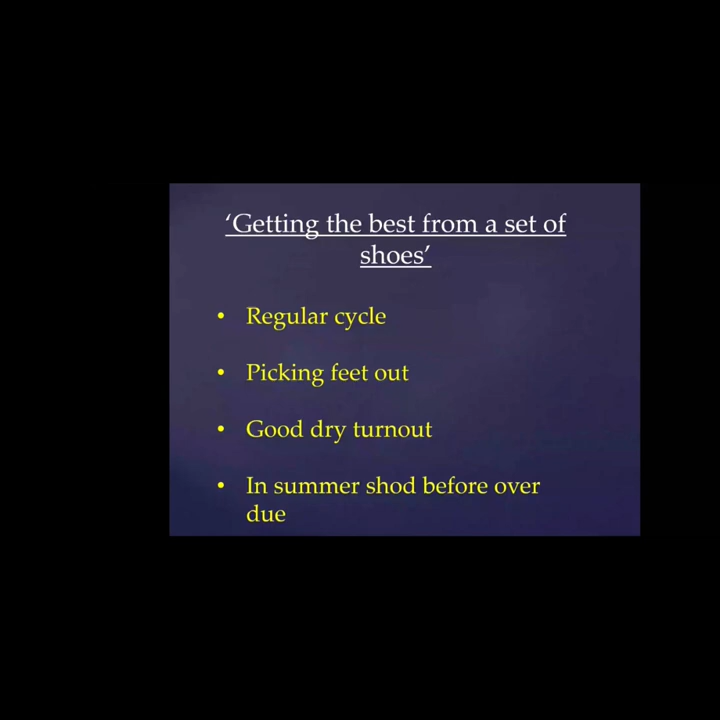 ‘Getting the best from a set of
shoes’
• Regular cycle
• Picking feet out
• Good dry turnout
• In summer shod before over
due